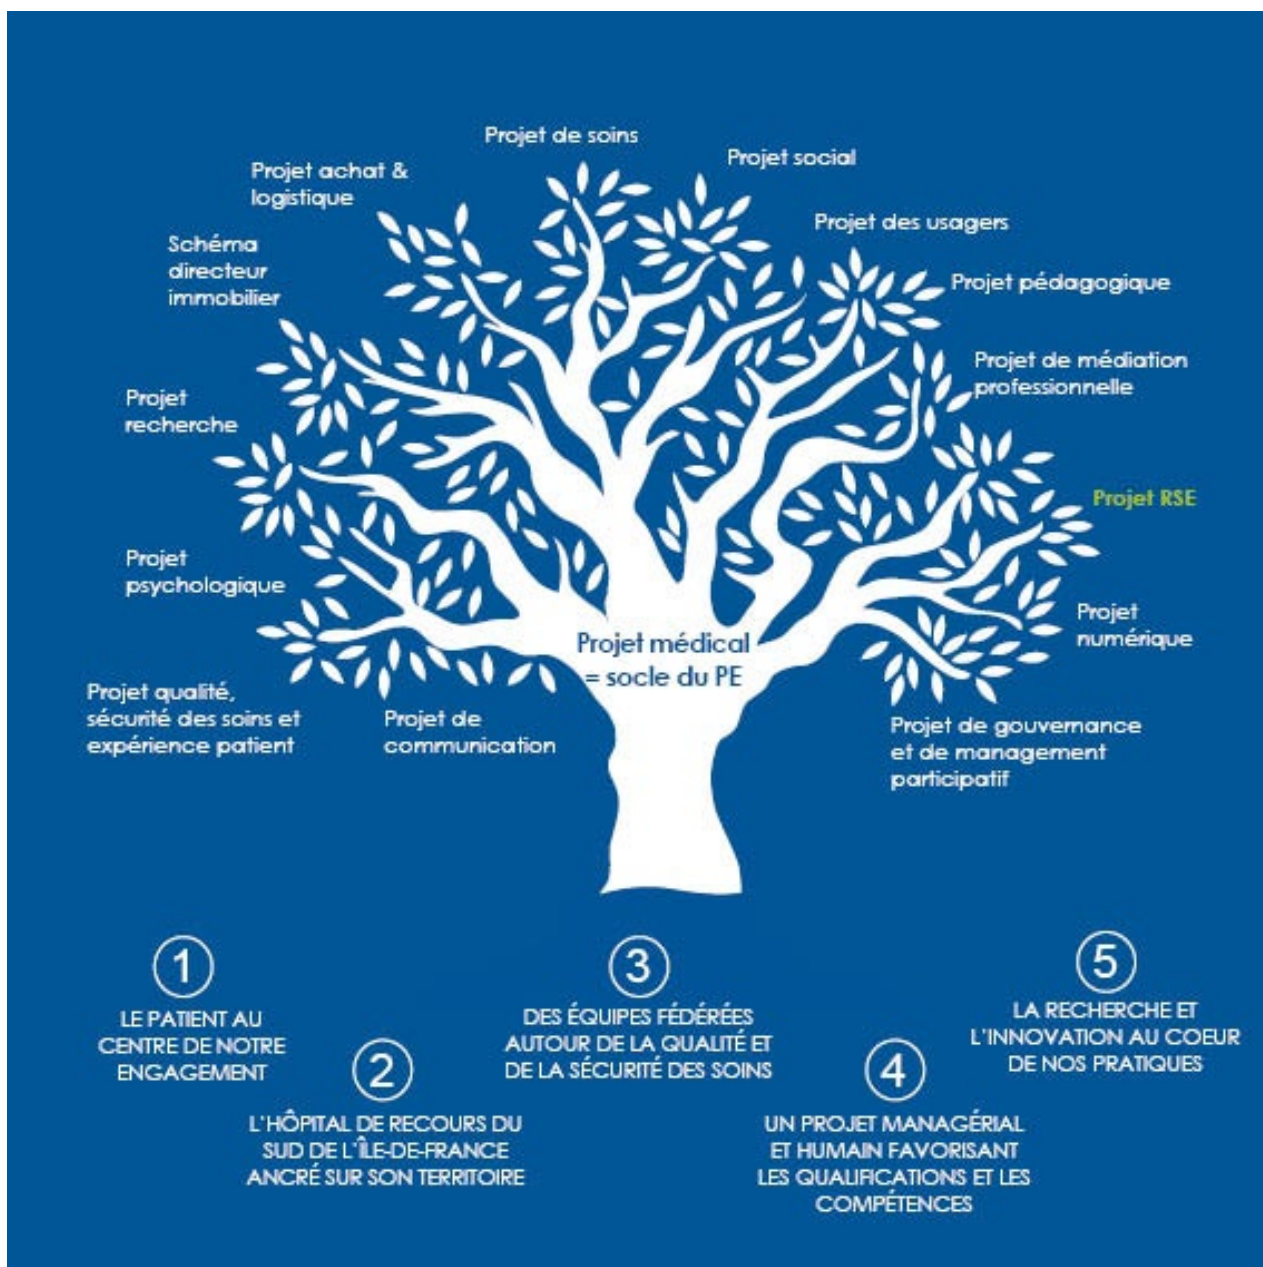 Projet de soins
Projet social
Projet achat &
logistique
Projet des usagers
Schéma
directeur
immobilier
Projet pédagogique
Projet de médiation
professionnelle
Projet
recherche
Projet RSE
Projet
psychologique
Projet
numérique
Projet médical
= socle du PE
Projet qualité,
sécurité des soins et
expérience patient
Projet de
communication
Projet de gouvernance
et de management
participatif
1
LE PATIENT AU
CENTRE DE NOTRE
ENGAGEMENT
2
L'HÔPITAL DE RECOURS DU
SUD DE L'ÎLE-DE-FRANCE
ANCRÉ SUR SON TERRITOIRE
3
DES ÉQUIPES FÉDÉRÉES
AUTOUR DE LA QUALITÉ ET
DE LA SÉCURITÉ DES SOINS
4
UN PROJET MANAGÉRIAL
ET HUMAIN FAVORISANT
LES QUALIFICATIONS ET LES
COMPÉTENCES
5
LA RECHERCHE ET
L'INNOVATION AU COEUR
DE NOS PRATIQUES